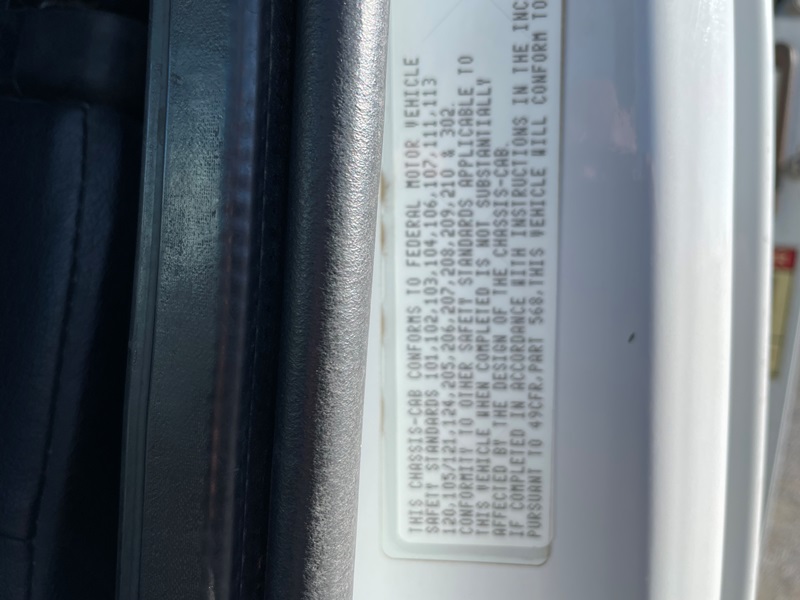 THIS CHASSIS-CAB CONFORMS TO FEDERAL MOTOR VEHICLE
SAFETY STANDARDS 101,102,103,104,106,107,111,113
120,105/121,124,205,206,207,208,209,210 & 302.
CONFORMITY TO OTHER SAFETY STANDARDS APPLICABLE TO
THIS VEHICLE WHEN COMPLETED IS NOT SUBSTANTIALLY
AFFECTED BY THE DESIGN OF THE CHASSIS-CAB.
IF COMPLETED IN ACCORDANCE WITH INSTRUCTIONS IN THE INC
PURSUANT TO 49CFR,PART 568,THIS VEHICLE WILL CONFORM TO